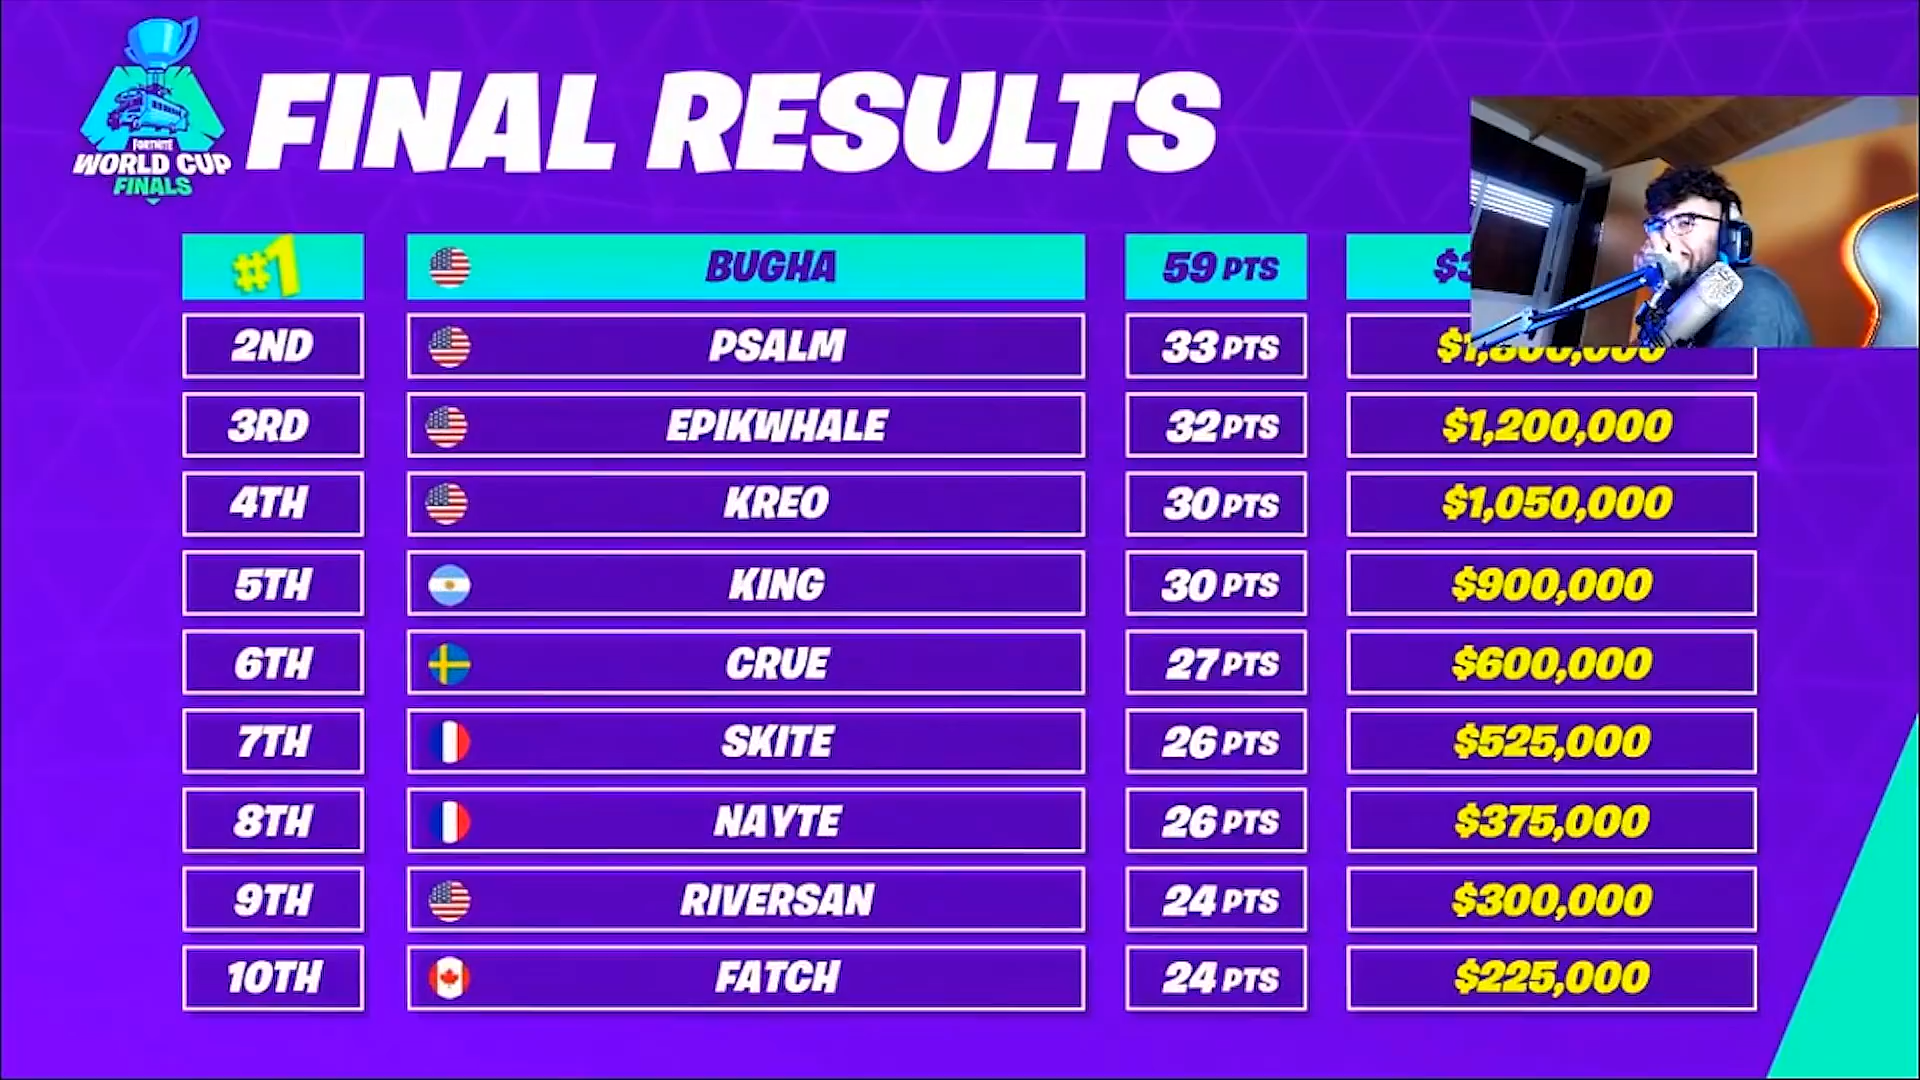 FORTNITE
WORLD CUP
FINALS
FINAL RESULTS
#1 BUGHA 59 PTS
2ND PSALM 33 PTS $1,800,000
3RD EPIKWHALE 32 PTS $1,200,000
4TH KREO 30 PTS $1,050,000
5TH KING 30 PTS $900,000
6TH CRUE 27 PTS $600,000
7TH SKITE 26 PTS $525,000
8TH NAYTE 26 PTS $375,000
9TH RIVERSAN 24 PTS $300,000
10TH FATCH 24 PTS $225,000